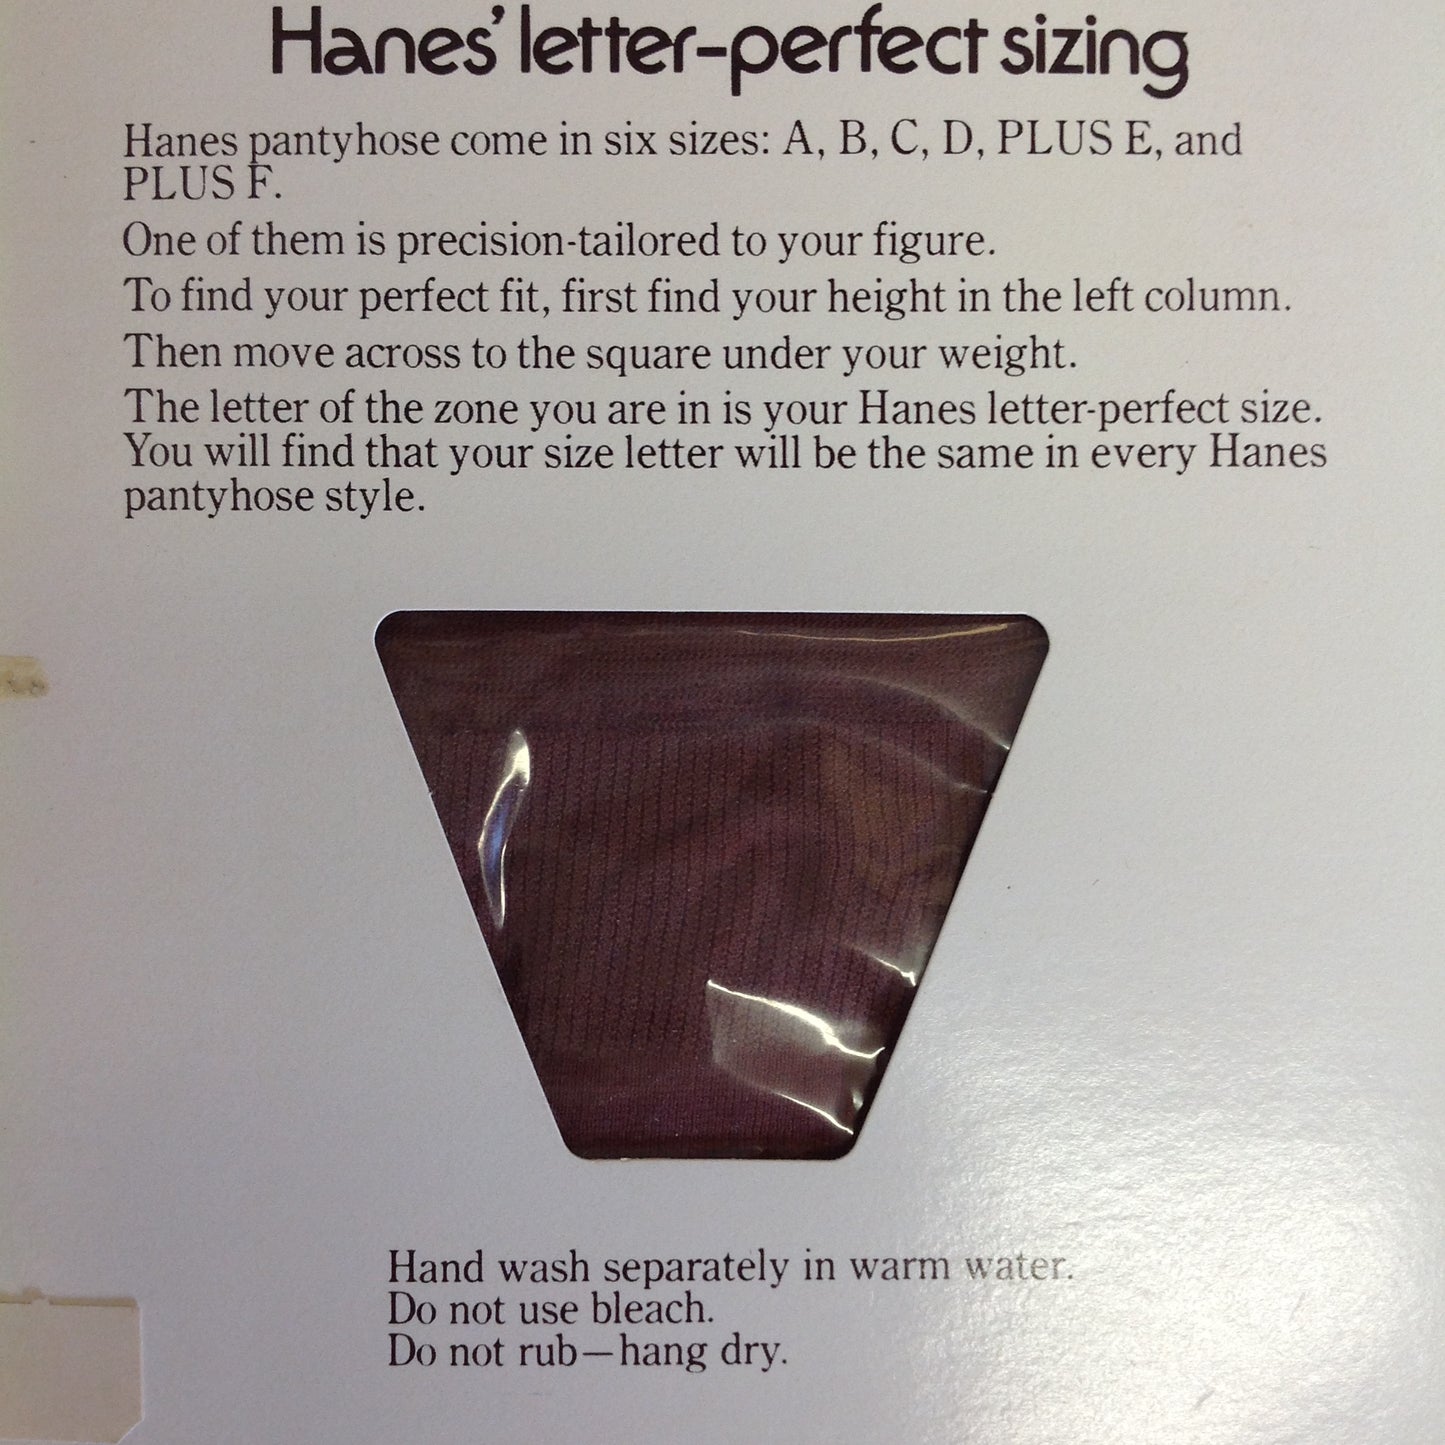 Hanes' letter-perfect sizing
Hanes pantyhose come in six sizes: A, B, C, D, PLUS E, and
PLUS F.
One of them is precision-tailored to your figure.
To find your perfect fit, first find your height in the left column.
Then move across to the square under your weight.
The letter of the zone you are in is your Hanes letter-perfect size.
You will find that your size letter will be the same in every Hanes
pantyhose style.
Hand wash separately in warm water.
Do not use bleach.
Do not rub—hang dry.